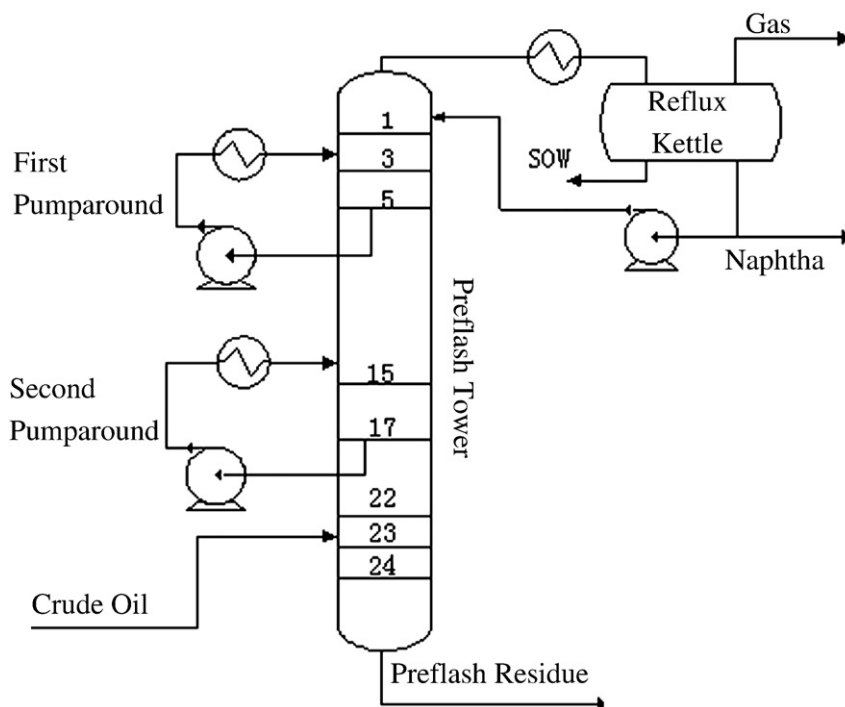 Gas
Reflux
Kettle
SOW
Naphtha
First
Pumparound
1
3
5
Preflash Tower
Second
Pumparound
15
17
22
23
24
Crude Oil
Preflash Residue